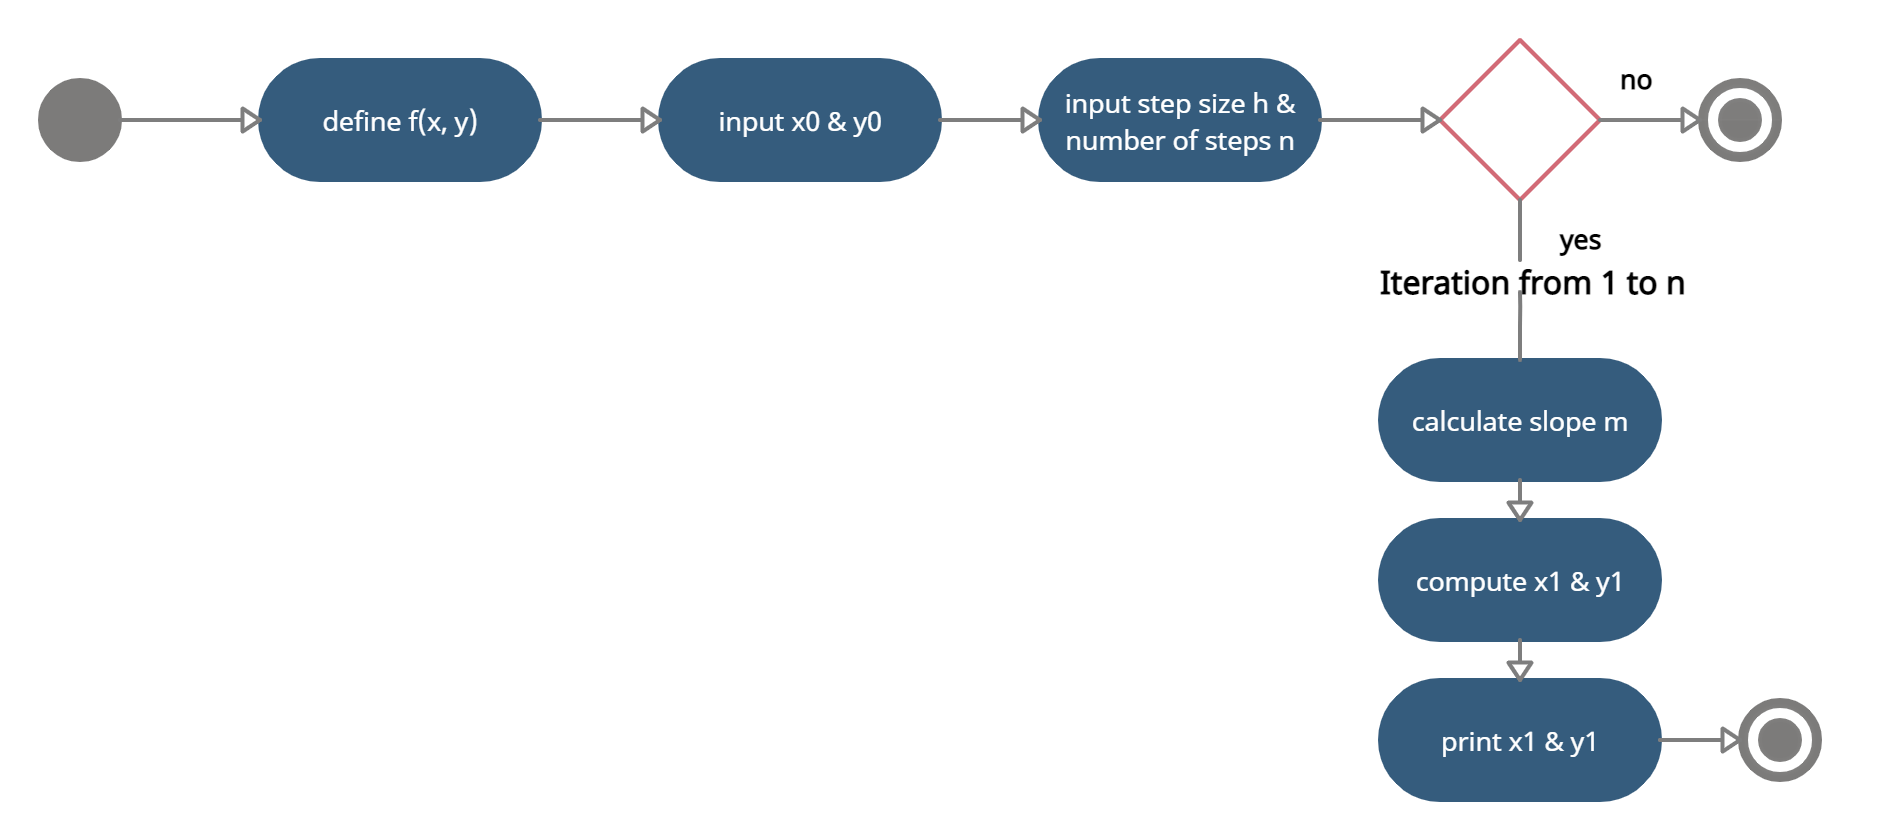 define f(x, y)
input x0 & y0
input step size h &
number of steps n
no
yes
Iteration from 1 to n
calculate slope m
compute x1 & y1
print x1 & y1